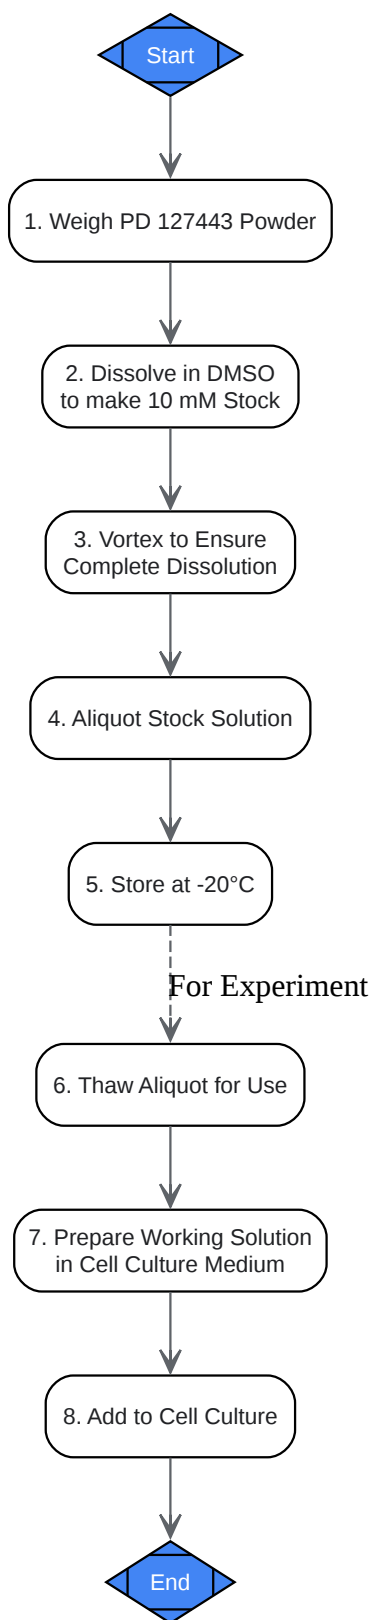 Start
1. Weigh PD 127443 Powder
2. Dissolve in DMSO
to make 10 mM Stock
3. Vortex to Ensure
Complete Dissolution
4. Aliquot Stock Solution
5. Store at -20°C
For Experiment
6. Thaw Aliquot for Use
7. Prepare Working Solution
in Cell Culture Medium
8. Add to Cell Culture
End